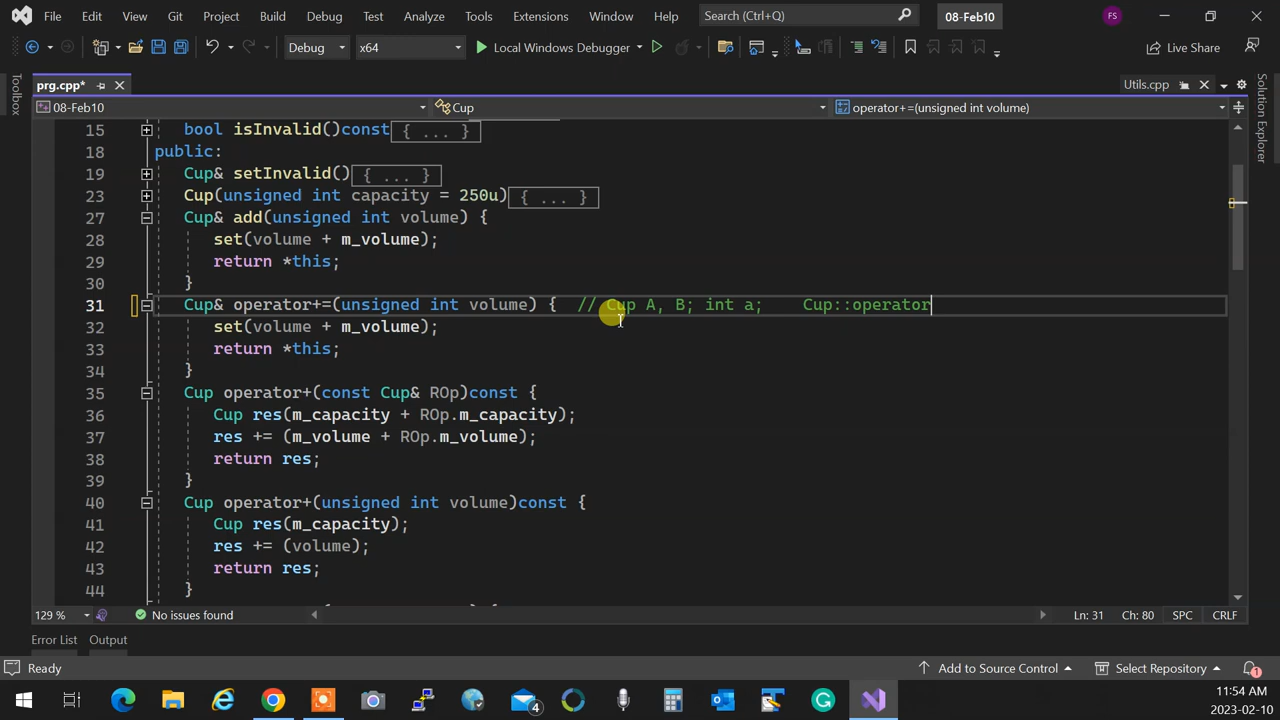 File Edit View Git Project Build Debug Test Analyze Tools Extensions Window Help Search (Ctrl+Q) 08-Feb10 FS
Debug x64 Local Windows Debugger Live Share
Toolbox
prg.cpp* Utils.cpp
08-Feb10 Cup operator+=(unsigned int volume)
Solution Explorer
15 bool isInvalid()const { ... }
18 public:
19 Cup& setInvalid() { ... }
23 Cup(unsigned int capacity = 250u) { ... }
27 Cup& add(unsigned int volume) {
28 set(volume + m_volume);
29 return *this;
30 }
31 Cup& operator+=(unsigned int volume) { // Cup A, B; int a; Cup::operator
32 set(volume + m_volume);
33 return *this;
34 }
35 Cup operator+(const Cup& ROp)const {
36 Cup res(m_capacity + ROp.m_capacity);
37 res += (m_volume + ROp.m_volume);
38 return res;
39 }
40 Cup operator+(unsigned int volume)const {
41 Cup res(m_capacity);
42 res += (volume);
43 return res;
44 }
129 % No issues found Ln: 31 Ch: 80 SPC CRLF
Error List Output
Ready Add to Source Control Select Repository 1
4
11:54 AM
2023-02-10